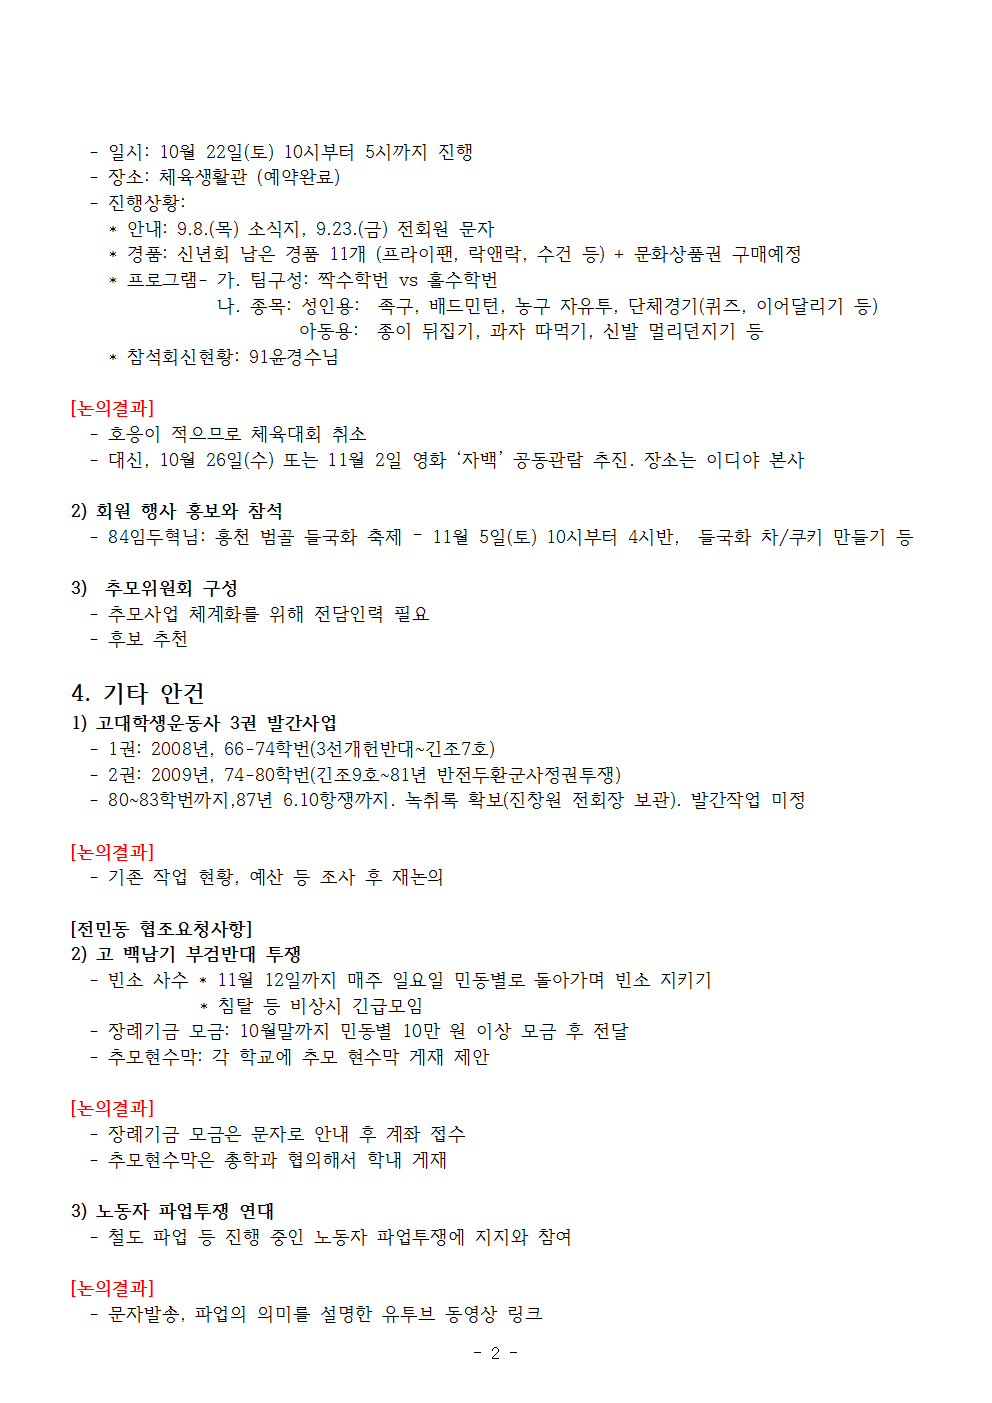 - 일시: 10월 22일(토) 10시부터 5시까지 진행
- 장소: 체육생활관 (예약완료)
- 진행상황:
* 안내: 9.8.(목) 소식지, 9.23.(금) 전회원 문자
* 경품: 신년회 남은 경품 11개 (프라이팬, 락앤락, 수건 등) + 문화상품권 구매예정
* 프로그램- 가. 팀구성: 짝수학번 vs 홀수학번
나. 종목: 성인용: 족구, 배드민턴, 농구 자유투, 단체경기(퀴즈, 이어달리기 등)
아동용: 종이 뒤집기, 과자 따먹기, 신발 멀리던지기 등
* 참석회신현황: 91윤경수님
[논의결과]
- 호응이 적으므로 체육대회 취소
- 대신, 10월 26일(수) 또는 11월 2일 영화 ‘자백’ 공동관람 추진. 장소는 이디야 본사
2) 회원 행사 홍보와 참석
- 84임두혁님: 홍천 범골 들국화 축제 - 11월 5일(토) 10시부터 4시반, 들국화 차/쿠키 만들기 등
3) 추모위원회 구성
- 추모사업 체계화를 위해 전담인력 필요
- 후보 추천
4. 기타 안건
1) 고대학생운동사 3권 발간사업
- 1권: 2008년, 66-74학번(3선개헌반대~긴조7호)
- 2권: 2009년, 74-80학번(긴조9호~81년 반전두환군사정권투쟁)
- 80~83학번까지,87년 6.10항쟁까지. 녹취록 확보(진창원 전회장 보관). 발간작업 미정
[논의결과]
- 기존 작업 현황, 예산 등 조사 후 재논의
[전민동 협조요청사항]
2) 고 백남기 부검반대 투쟁
- 빈소 사수 * 11월 12일까지 매주 일요일 민동별로 돌아가며 빈소 지키기
* 침탈 등 비상시 긴급모임
- 장례기금 모금: 10월말까지 민동별 10만 원 이상 모금 후 전달
- 추모현수막: 각 학교에 추모 현수막 게재 제안
[논의결과]
- 장례기금 모금은 문자로 안내 후 계좌 접수
- 추모현수막은 총학과 협의해서 학내 게재
3) 노동자 파업투쟁 연대
- 철도 파업 등 진행 중인 노동자 파업투쟁에 지지와 참여
[논의결과]
- 문자발송, 파업의 의미를 설명한 유투브 동영상 링크
- 2 -